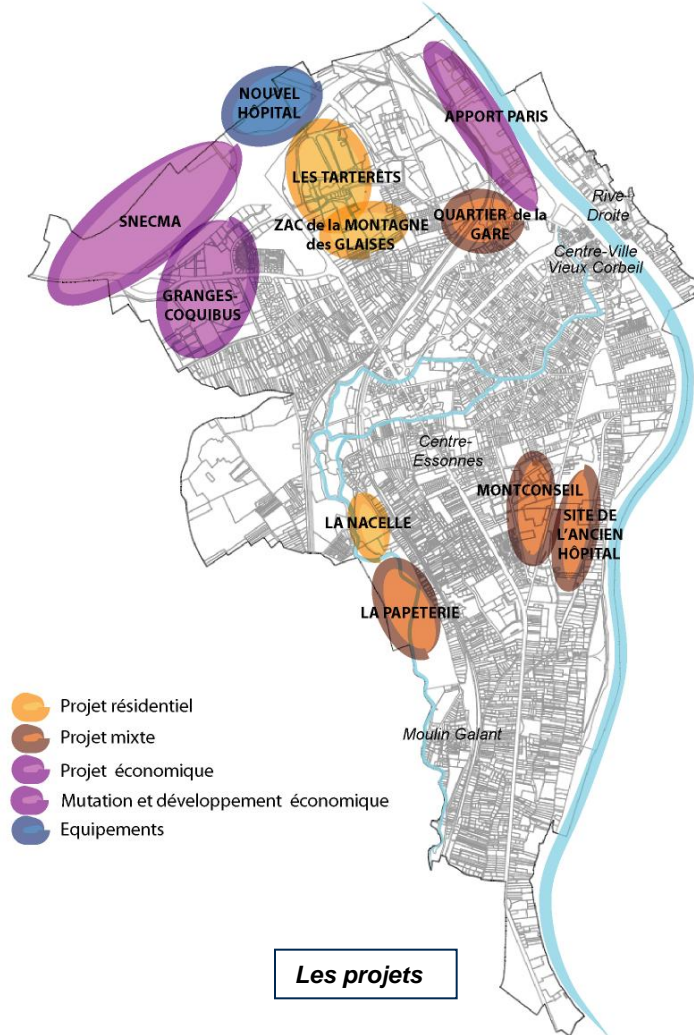 NOUVEL
HÔPITAL
APPORT PARIS
LES TARTERÊTS
SNECMA
ZAC de la MONTAGNE
des GLAISES
QUARTIER de la
GARE
Rive-
Droite
Centre-Ville
Vieux Corbeil
GRANGES-
COQUIBUS
Centre-
Essonnes
MONTCONSEIL
SITE DE
L'ANCIEN
HÔPITAL
LA NACELLE
LA PAPETERIE
Moulin Galant
Projet résidentiel
Projet mixte
Projet économique
Mutation et développement économique
Equipements
Les projets